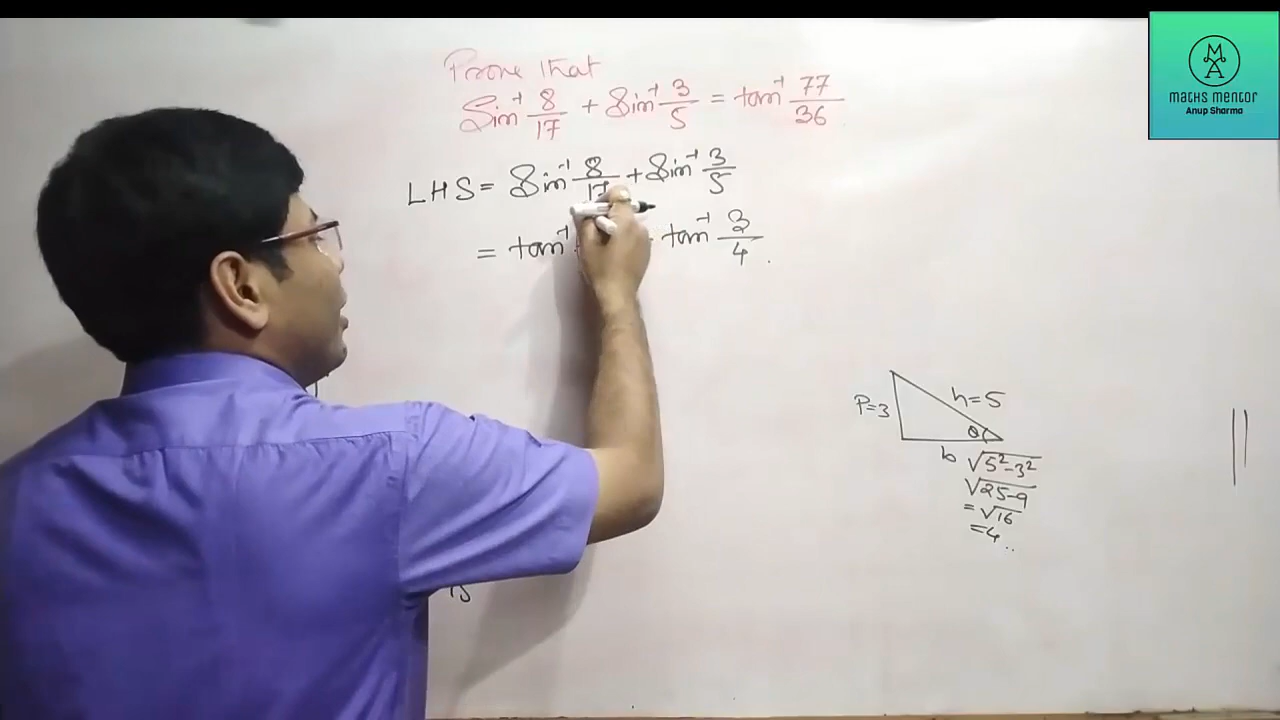 Prove that
Sin⁻¹ 8/17 + Sin⁻¹ 3/5 = tan⁻¹ 77/36
LHS = Sin⁻¹ 8/17 + Sin⁻¹ 3/5
= tan⁻¹ tan⁻¹ 3/4 .
P=3
h=5
θ
b √5²-3²
√25-9
=√16
=4..
15
MA
MATHS MENTOR
Anup Sharma